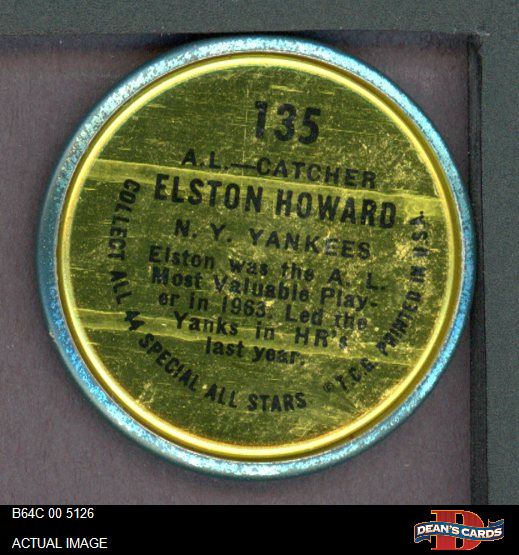 135
A.L.—CATCHER
ELSTON HOWARD
N. Y. YANKEES
Elston was the A. L.
Most Valuable Play-
er in 1963. Led the
Yanks in HR's
last year.
COLLECT ALL 44 SPECIAL ALL STARS
©T.C.G. PRINTED IN U.S.A.
B64C 00 5126
ACTUAL IMAGE
D
DEAN'S CARDS